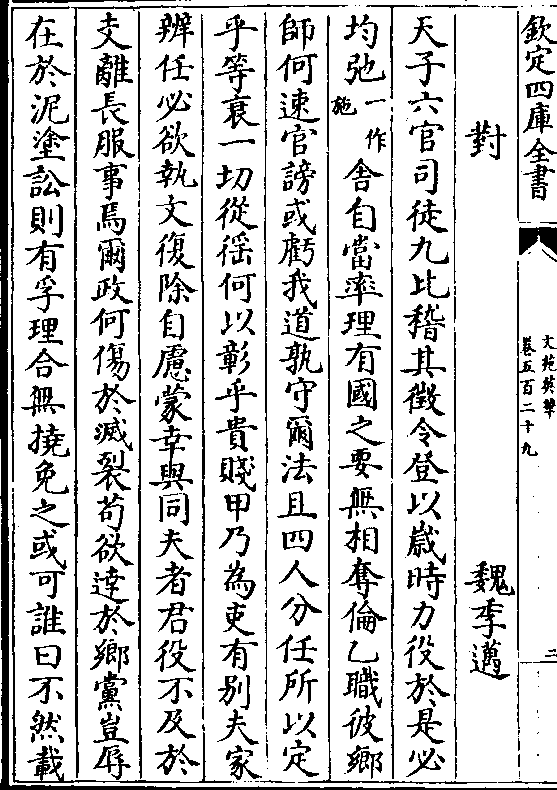 欽定四庫全書
文苑英華
卷五百二十九
二
對
魏季邁
天子六官司徒九比稽其徵令登以歲時力役於是必
均弛一作施舍自當率理有國之要無相奪倫乙職彼鄉
師何速官謗或虧我道孰守爾法且四人分任所以定
乎等衰一切從徭何以彰乎貴賤甲乃為吏有別夫家
辨任必欲執文復除自慮蒙幸與同夫者君役不及於
支離長服事焉爾政何傷於滅裂苟欲達於鄉黨豈辱
在於泥塗訟則有孚理合無撓免之或可誰曰不然載